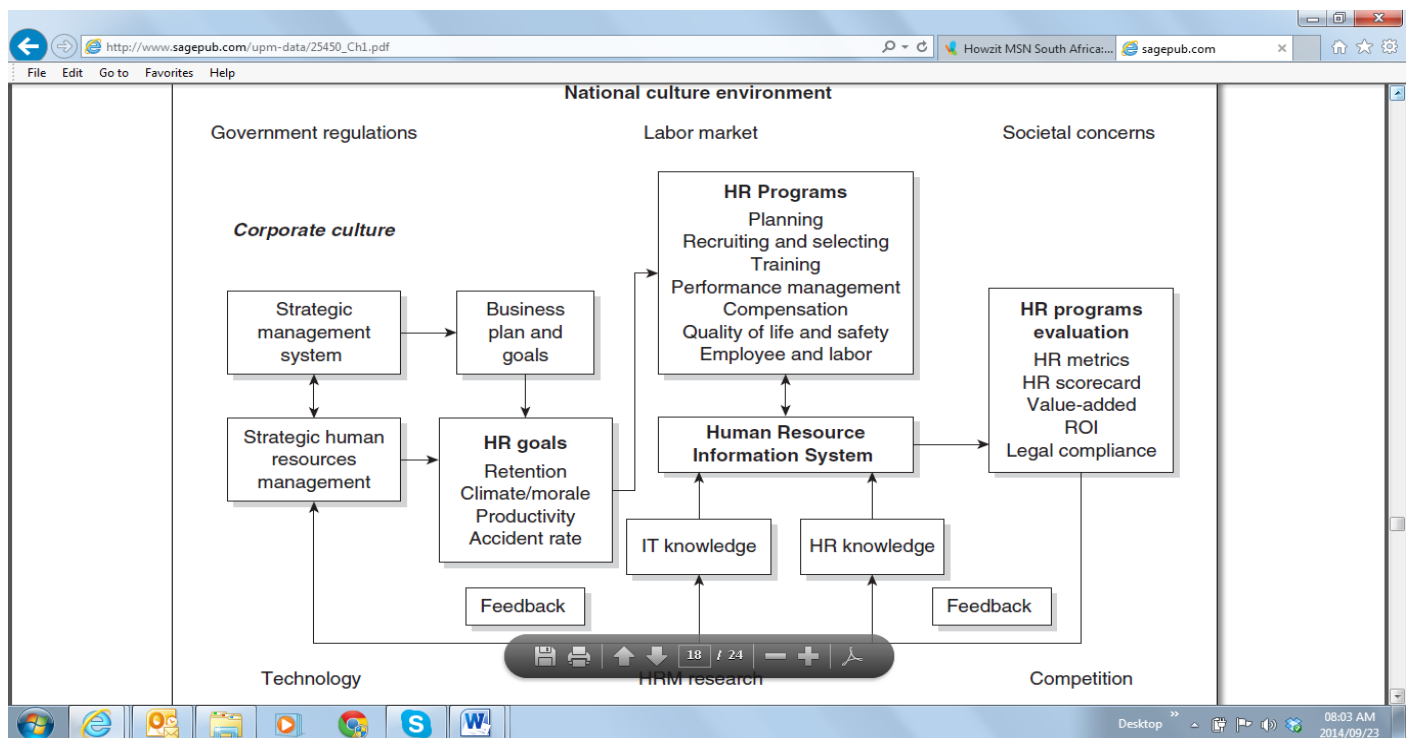 http://www.sagepub.com/upm-data/25450_Ch1.pdf
Howzit MSN South Africa:...
sagepub.com
File Edit Go to Favorites Help
National culture environment
Government regulations
Labor market
Societal concerns
Corporate culture
HR Programs
Planning
Recruiting and selecting
Training
Performance management
Compensation
Quality of life and safety
Employee and labor
Strategic
management
system
Business
plan and
goals
HR programs
evaluation
HR metrics
HR scorecard
Value-added
ROI
Legal compliance
Strategic human
resources
management
HR goals
Retention
Climate/morale
Productivity
Accident rate
Human Resource
Information System
IT knowledge
HR knowledge
Feedback
Feedback
18 / 24
Technology
HRM research
Competition
Desktop
08:03 AM
2014/09/23